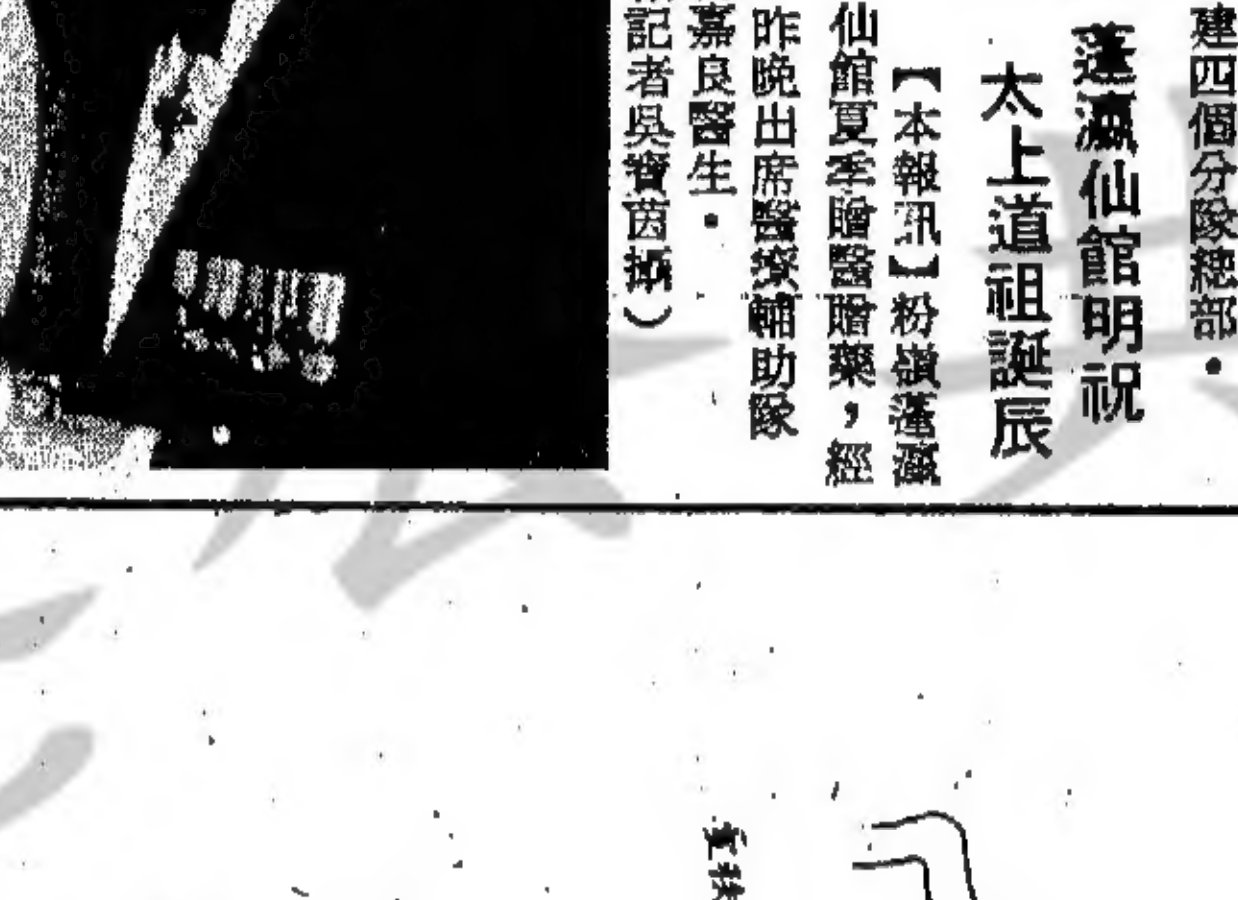 建四個分隊總部。
蓬瀛仙館明祝
太上道祖誕辰
【本報訊】粉嶺蓬瀛
仙館夏季贈醫贈藥，經
昨晚出席醫療輔助隊
嘉良醫生。
記者吳寶茵攝）